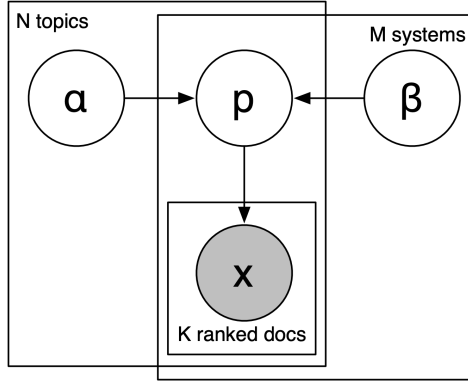 N topics
M systems
α
p
β
x
K ranked docs